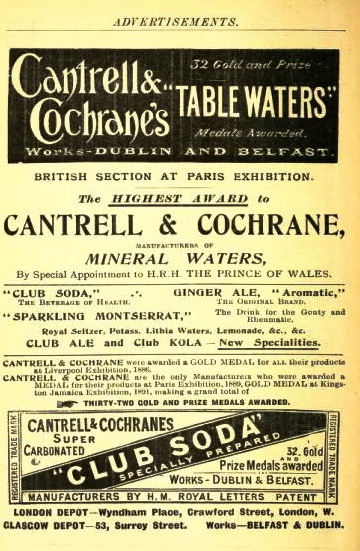 ADVERTISEMENTS.
Cantrell & Cochrane's
"TABLE WATERS"
32 Gold and Prize
Medals Awarded.
Works-DUBLIN AND BELFAST.
BRITISH SECTION AT PARIS EXHIBITION.
The HIGHEST AWARD to
CANTRELL & COCHRANE,
MANUFACTURERS OF
MINERAL WATERS,
By Special Appointment to H.R.H. THE PRINCE OF WALES.
"CLUB SODA," ∴ GINGER ALE, "Aromatic,"
THE BEVERAGE OF HEALTH. THE ORIGINAL BRAND.
"SPARKLING MONTSERRAT," The Drink for the Gouty and
Rheumatic.
Royal Seltzer, Potass, Lithia Waters, Lemonade, &c., &c.
CLUB ALE and Club KOLA — New Specialities.
CANTRELL & COCHRANE were awarded a GOLD MEDAL for ALL their products
at Liverpool Exhibition, 1886.
CANTRELL & COCHRANE are the only Manufacturers who were awarded a
MEDAL for their products at Paris Exhibition, 1889, GOLD MEDAL at Kings-
ton Jamaica Exhibition, 1891, making a grand total of
☛ THIRTY-TWO GOLD AND PRIZE MEDALS AWARDED.
REGISTERED TRADE MARK
CANTRELL & COCHRANE'S
SUPER
CARBONATED
"CLUB SODA"
SPECIALLY PREPARED
32. Gold
AND
Prize Medals awarded
WORKS-DUBLIN & BELFAST.
MANUFACTURERS BY H.M. ROYAL LETTERS PATENT
REGISTERED TRADE MARK
LONDON DEPOT—Wyndham Place, Crawford Street, London, W.
GLASGOW DEPOT—53, Surrey Street. Works—BELFAST & DUBLIN.